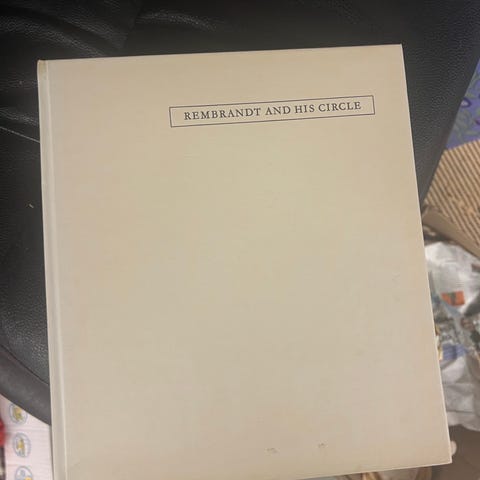 REMBRANDT AND HIS CIRCLE